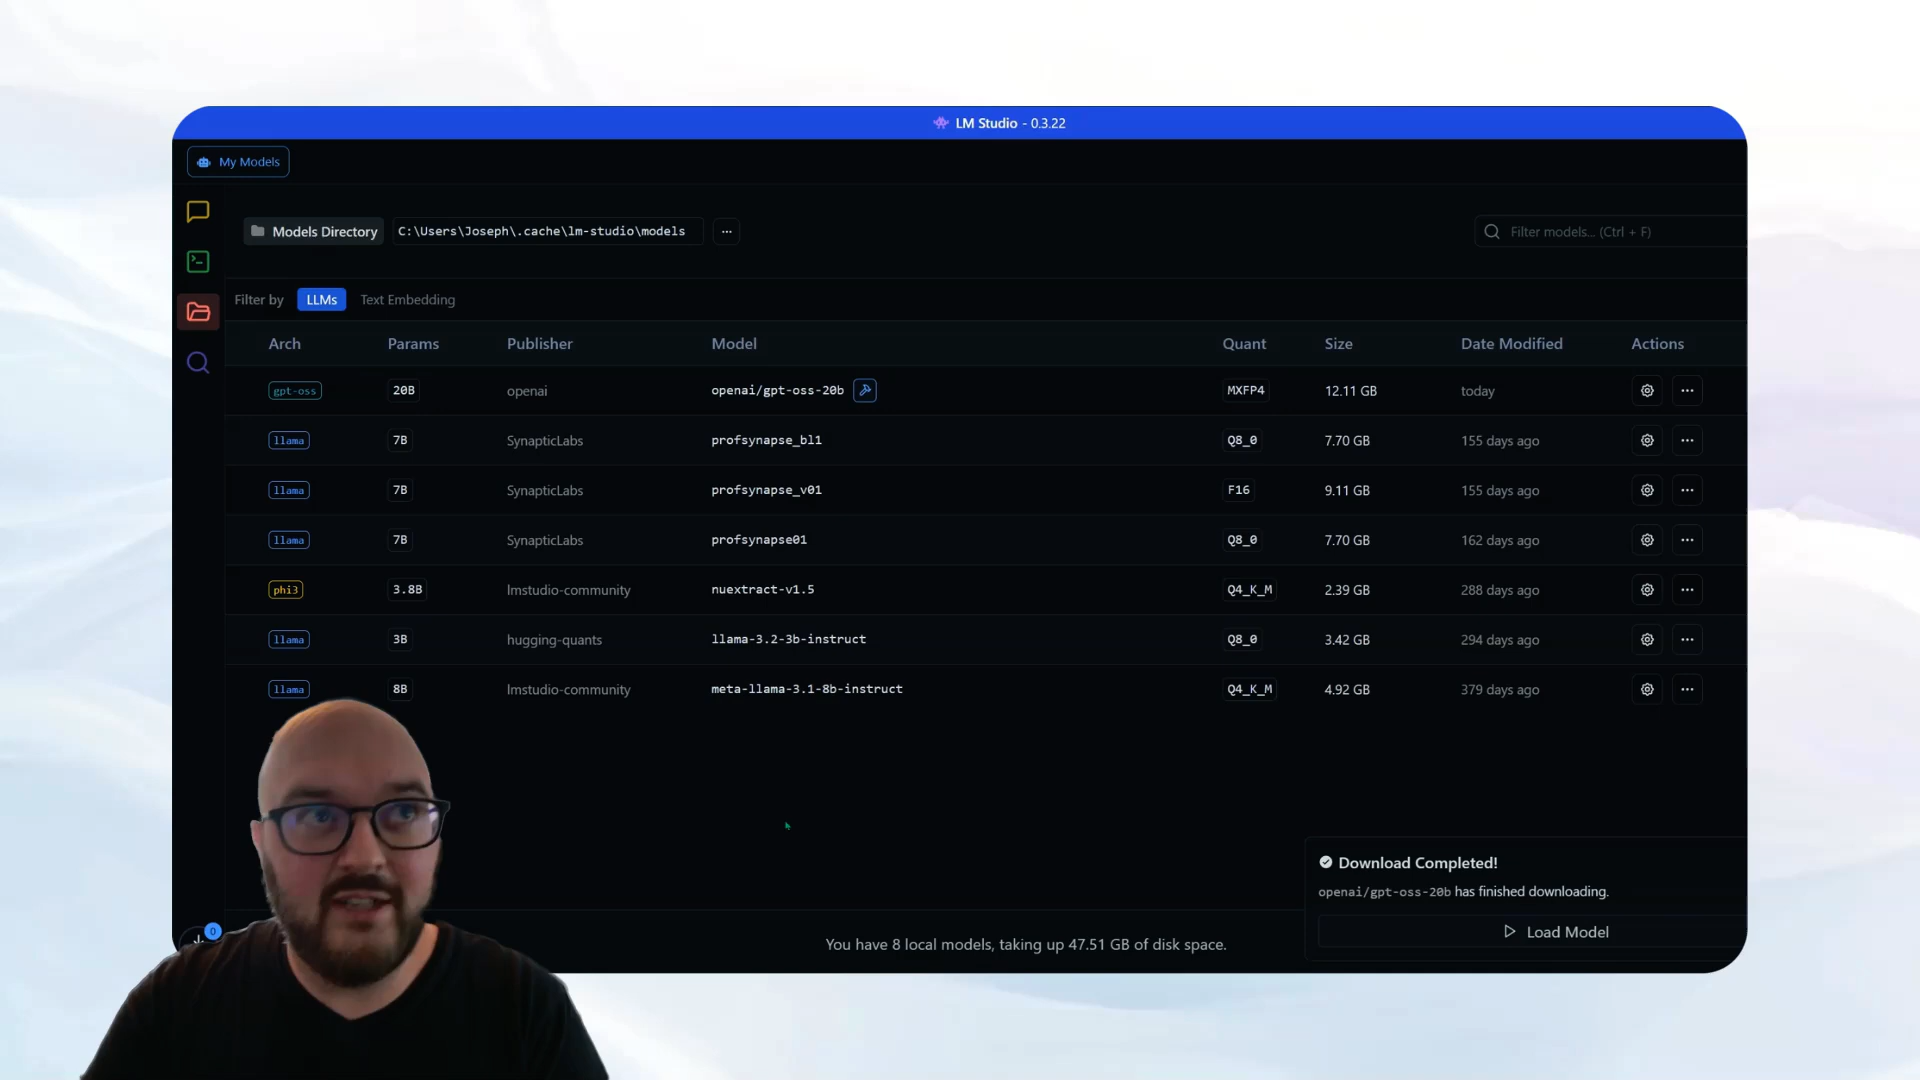 LM Studio - 0.3.22
My Models
Models Directory C:\Users\Joseph\.cache\lm-studio\models ... Filter models... (Ctrl + F)
Filter by LLMs Text Embedding
Arch Params Publisher Model Quant Size Date Modified Actions
gpt-oss 20B openai openai/gpt-oss-20b MXFP4 12.11 GB today
llama 7B SynapticLabs profsynapse_bl1 Q8_0 7.70 GB 155 days ago
llama 7B SynapticLabs profsynapse_v01 F16 9.11 GB 155 days ago
llama 7B SynapticLabs profsynapse01 Q8_0 7.70 GB 162 days ago
phi3 3.8B lmstudio-community nuextract-v1.5 Q4_K_M 2.39 GB 288 days ago
llama 3B hugging-quants llama-3.2-3b-instruct Q8_0 3.42 GB 294 days ago
llama 8B lmstudio-community meta-llama-3.1-8b-instruct Q4_K_M 4.92 GB 379 days ago
Download Completed!
openai/gpt-oss-20b has finished downloading.
Load Model
0
You have 8 local models, taking up 47.51 GB of disk space.